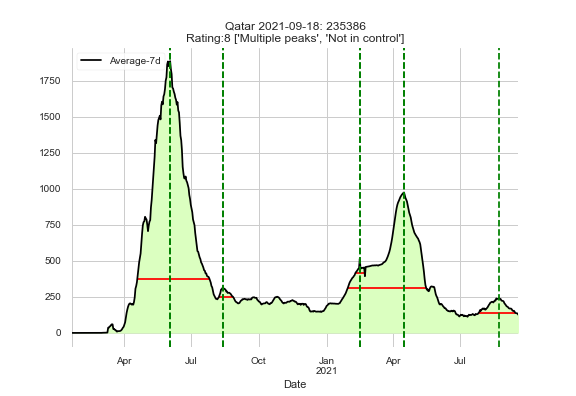 Qatar 2021-09-18: 235386
Rating:8 ['Multiple peaks', 'Not in control']
Average-7d
1750
1500
1250
1000
750
500
250
0
Apr Jul Oct Jan Apr Jul
2021
Date